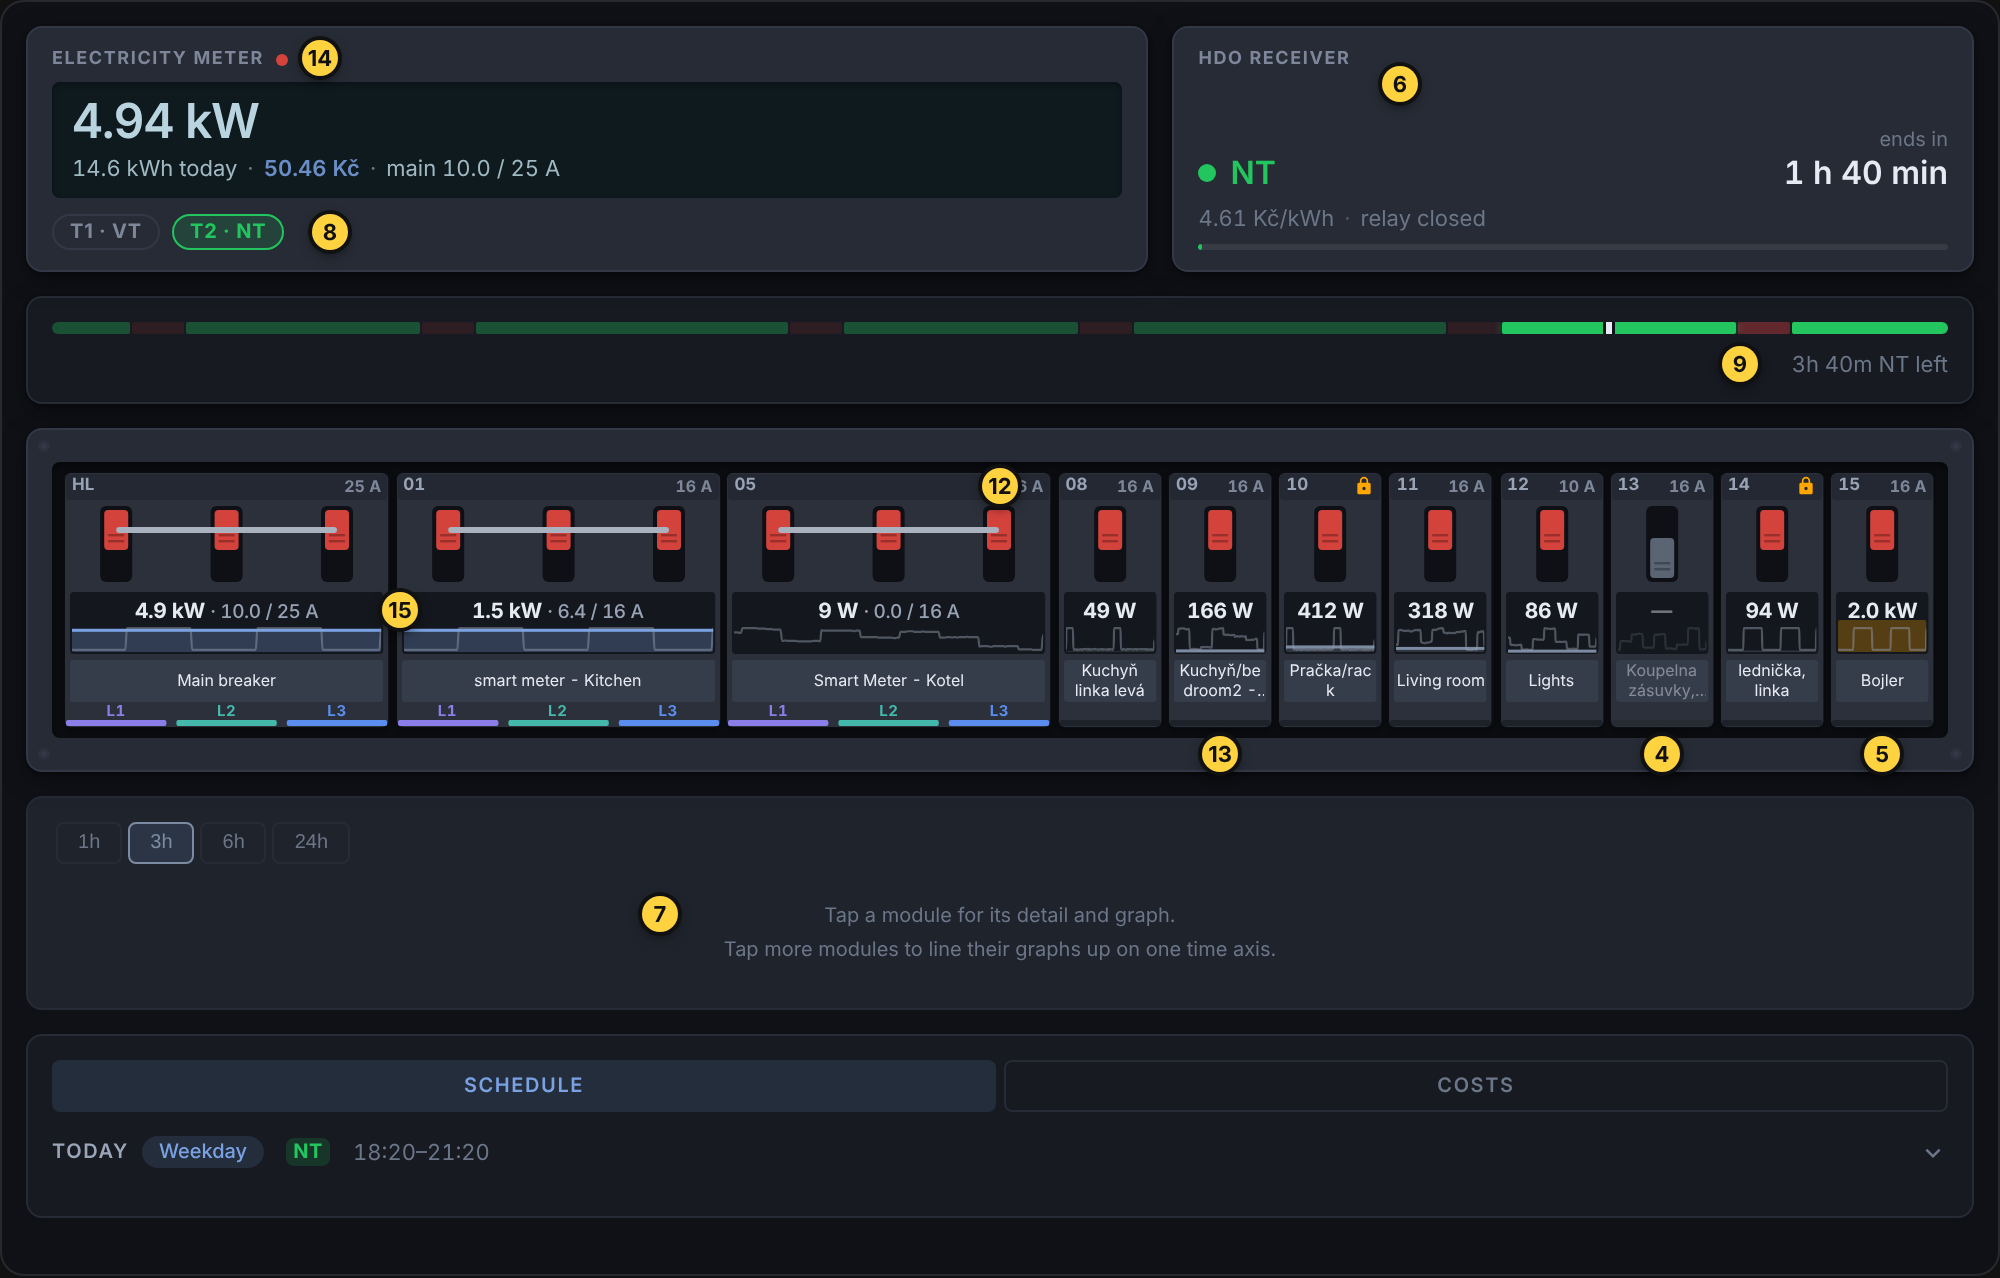 ELECTRICITY METER 14
4.94 kW
14.6 kWh today · 50.46 Kč · main 10.0 / 25 A
T1 · VT T2 · NT 8
HDO RECEIVER
6
ends in
NT 1 h 40 min
4.61 Kč/kWh · relay closed
9 3h 40m NT left
HL 25 A
4.9 kW · 10.0 / 25 A
Main breaker
L1 L2 L3
15
01 16 A
1.5 kW · 6.4 / 16 A
smart meter - Kitchen
L1 L2 L3
05 12 6 A
9 W · 0.0 / 16 A
Smart Meter - Kotel
L1 L2 L3
08 16 A
49 W
Kuchyň
linka levá
09 16 A
166 W
Kuchyň/be
droom2 -..
13
10
412 W
Pračka/rac
k
11 16 A
318 W
Living room
12 10 A
86 W
Lights
13 16 A
—
Koupelna
zásuvky,..
4
14
94 W
lednička,
linka
15 16 A
2.0 kW
Bojler
5
1h 3h 6h 24h
7
Tap a module for its detail and graph.
Tap more modules to line their graphs up on one time axis.
SCHEDULE COSTS
TODAY Weekday NT 18:20–21:20